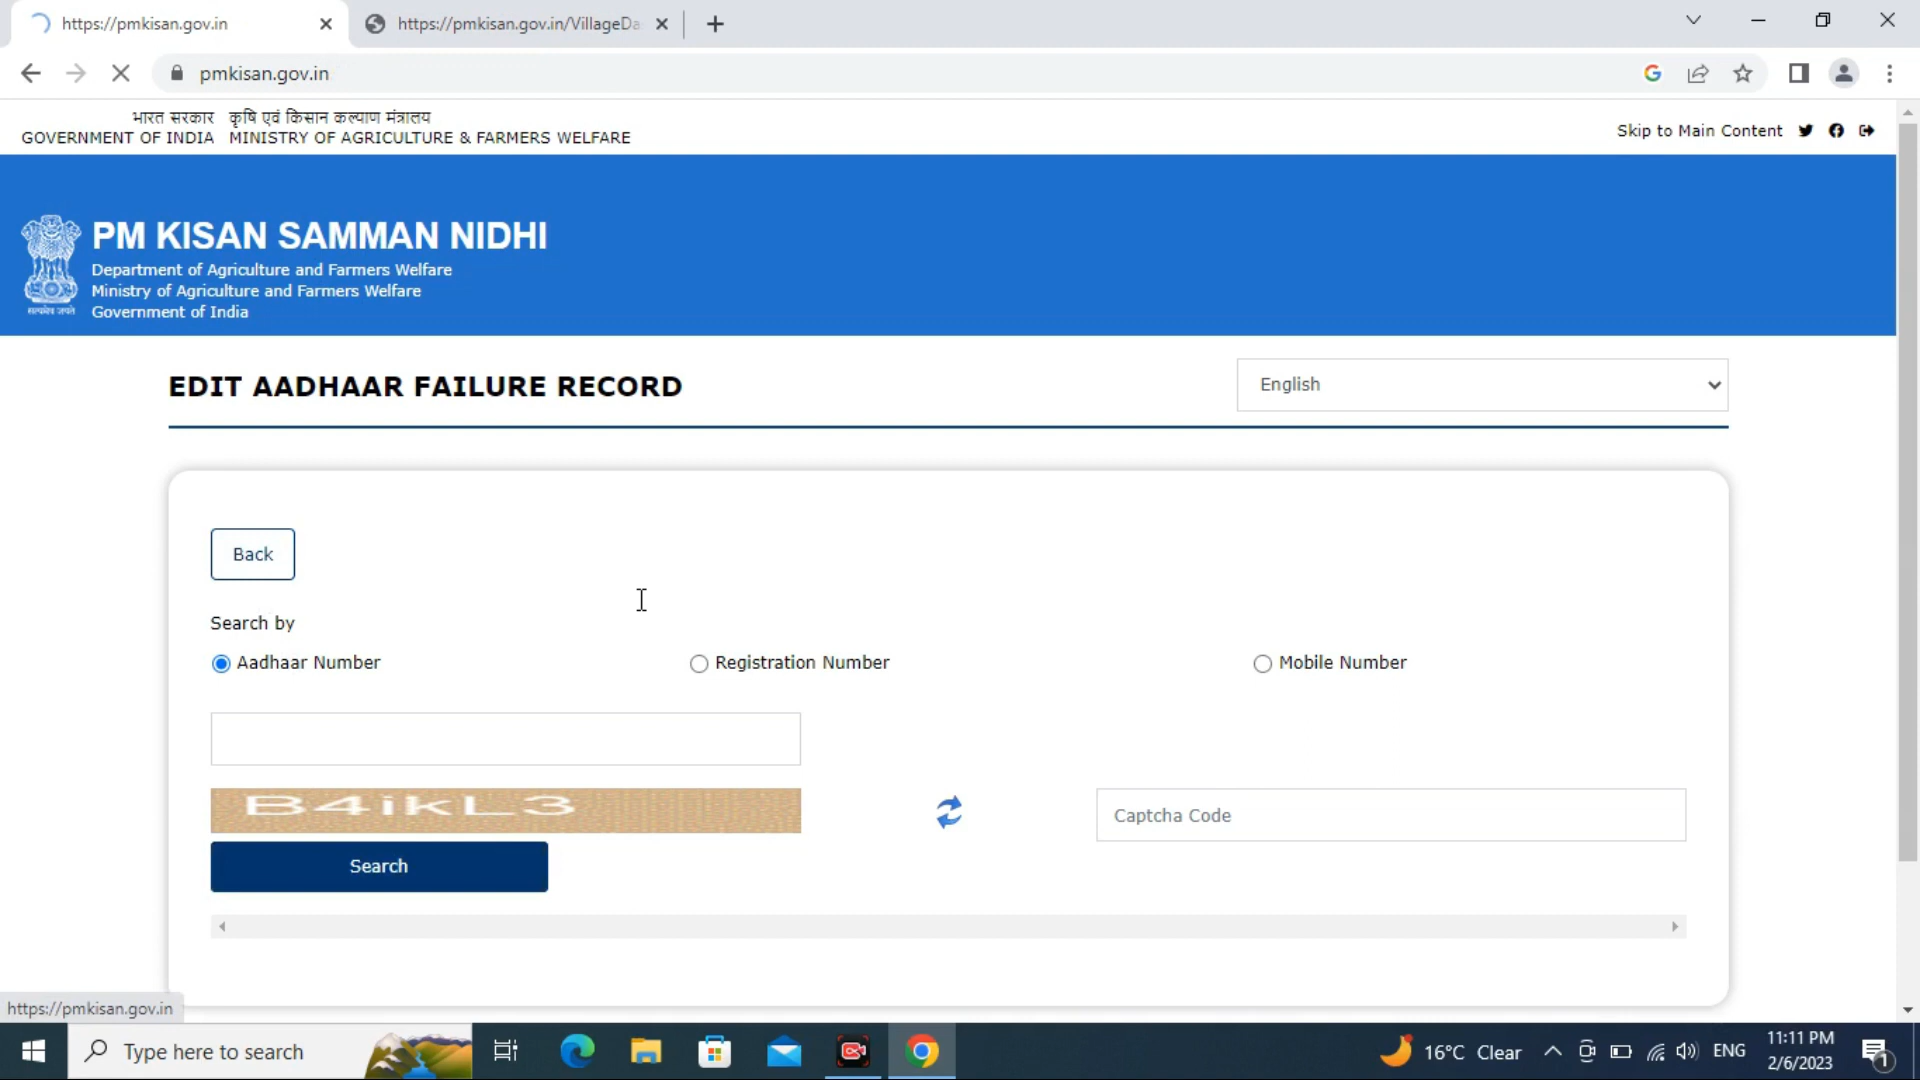 https://pmkisan.gov.in
https://pmkisan.gov.in/VillageDa
pmkisan.gov.in
भारत सरकार कृषि एवं किसान कल्याण मंत्रालय
GOVERNMENT OF INDIA MINISTRY OF AGRICULTURE & FARMERS WELFARE
Skip to Main Content
PM KISAN SAMMAN NIDHI
Department of Agriculture and Farmers Welfare
Ministry of Agriculture and Farmers Welfare
सत्यमेव जयते
Government of India
EDIT AADHAAR FAILURE RECORD
English
Back
Search by
Aadhaar Number
Registration Number
Mobile Number
B4ikL3
Captcha Code
Search
https://pmkisan.gov.in
Type here to search
16°C Clear
ENG
11:11 PM
2/6/2023
1